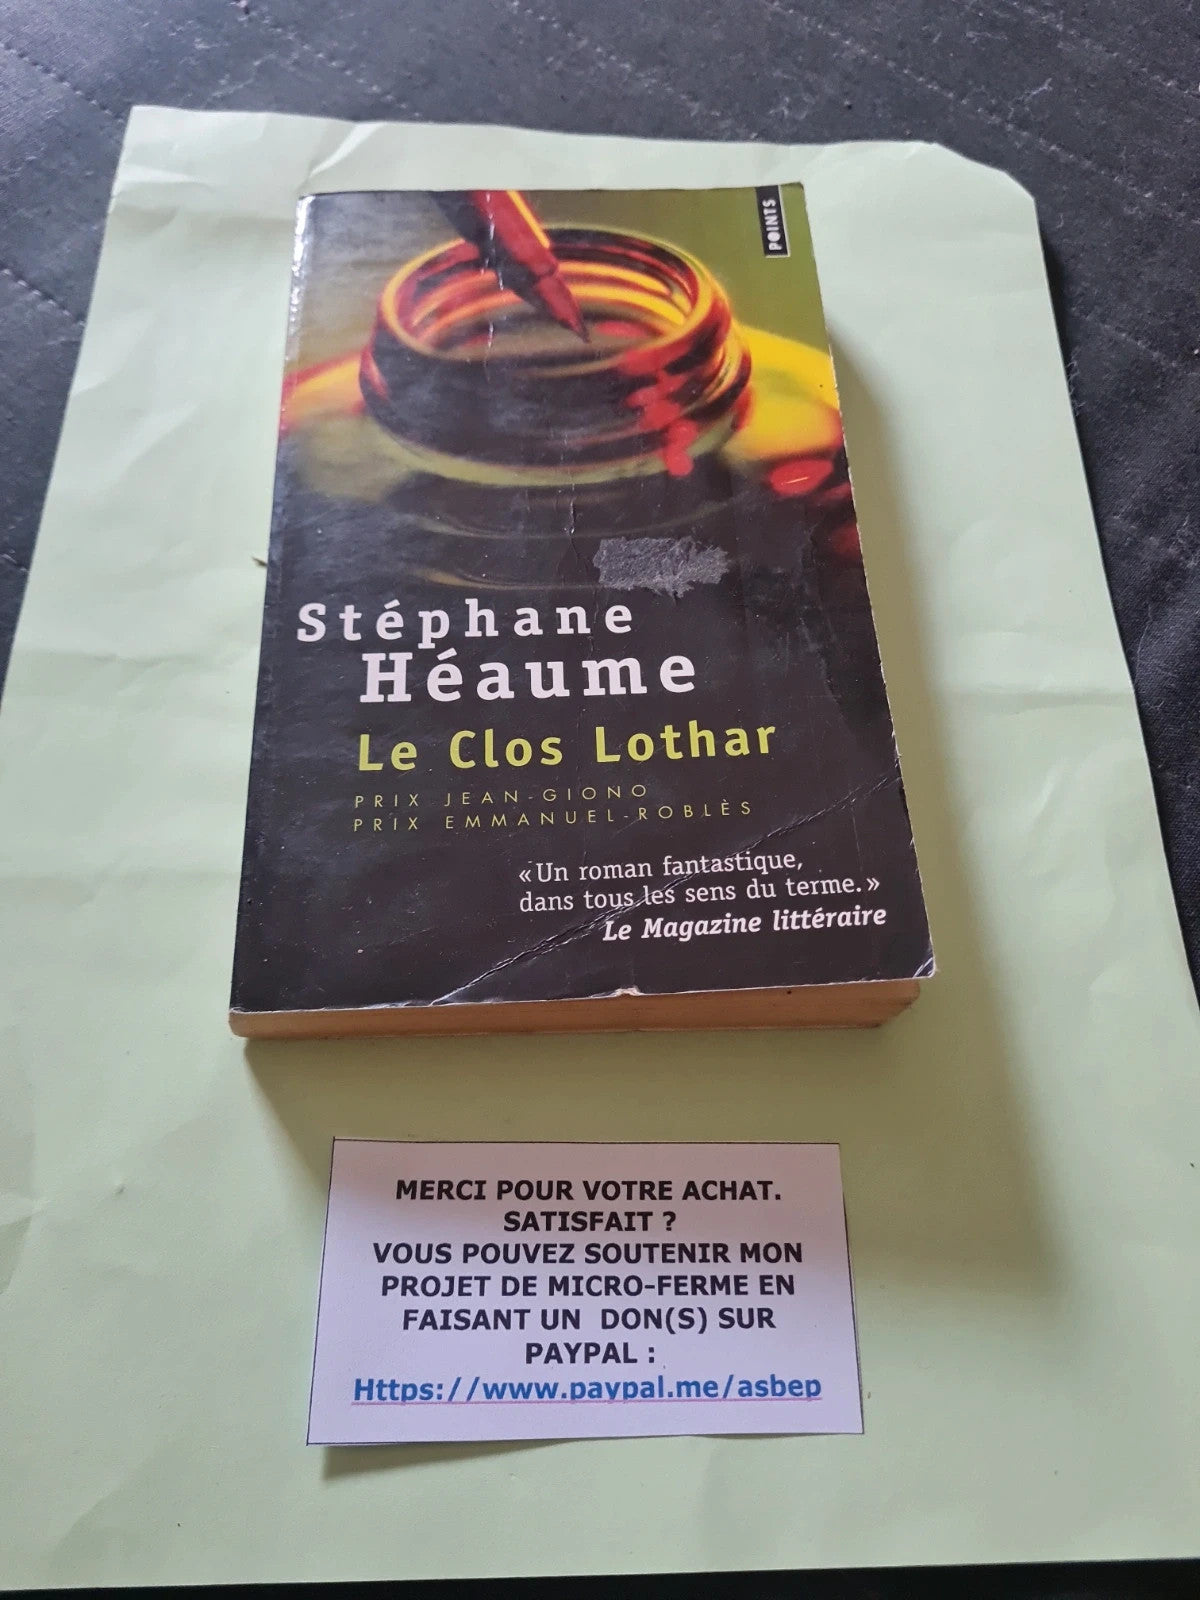 POINTS
Stéphane
Héaume
Le Clos Lothar
PRIX JEAN-GIONO
PRIX EMMANUEL-ROBLÈS
« Un roman fantastique,
dans tous les sens du terme. »
Le Magazine littéraire
MERCI POUR VOTRE ACHAT.
SATISFAIT ?
VOUS POUVEZ SOUTENIR MON
PROJET DE MICRO-FERME EN
FAISANT UN DON(S) SUR
PAYPAL :
Https://www.paypal.me/asbep